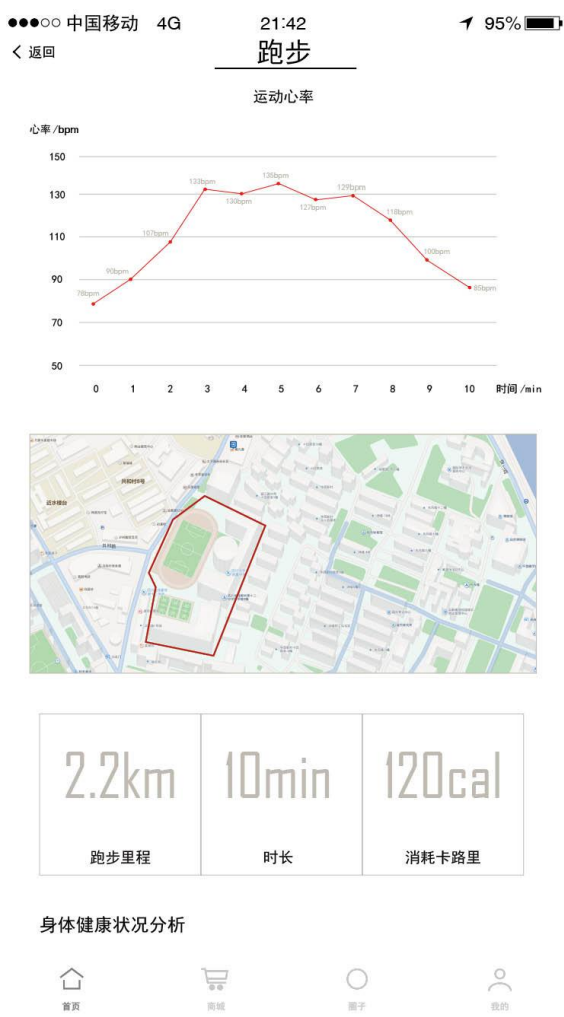 中国移动 4G 21:42 95%
返回 跑步
运动心率
心率/bpm
150
130
110
90
70
50
78bpm
90bpm
107bpm
133bpm
130bpm
135bpm
127bpm
129bpm
118bpm
100bpm
85bpm
0 1 2 3 4 5 6 7 8 9 10 时间/min
2.2km 10min 120cal
跑步里程 时长 消耗卡路里
身体健康状况分析
首页 商城 圈子 我的